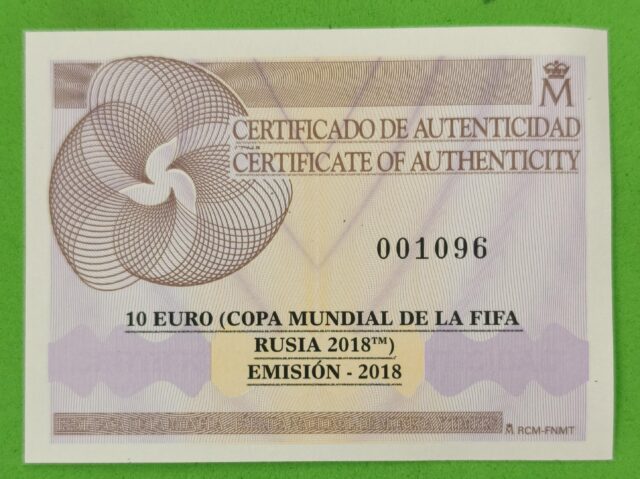 M
CERTIFICADO DE AUTENTICIDAD
CERTIFICATE OF AUTHENTICITY
001096
10 EURO (COPA MUNDIAL DE LA FIFA
RUSIA 2018™)
EMISIÓN - 2018
M RCM-FNMT